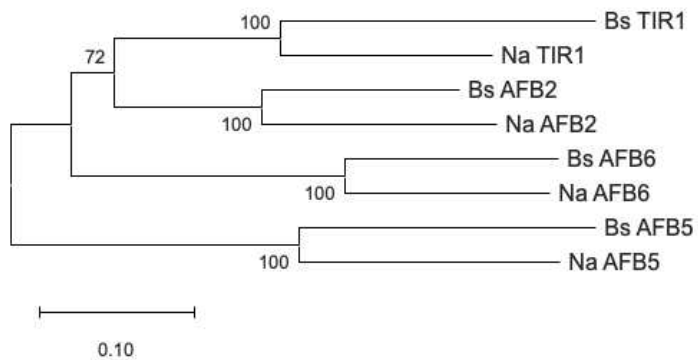 100
Bs TIR1
72
Na TIR1
Bs AFB2
100
Na AFB2
Bs AFB6
100
Na AFB6
Bs AFB5
100
Na AFB5
0.10